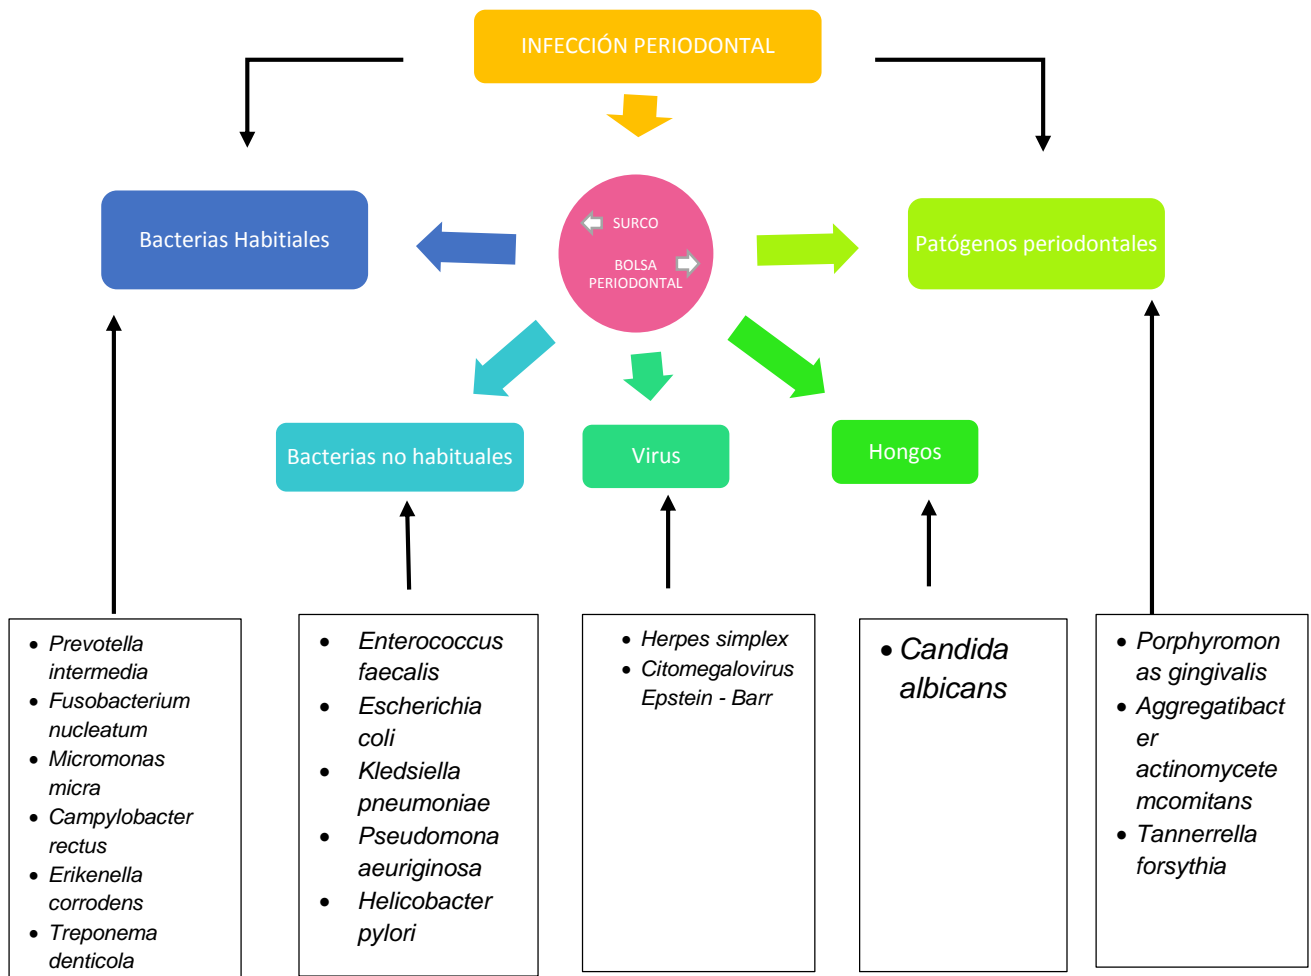 INFECCIÓN PERIODONTAL
Bacterias Habitiales
SURCO
BOLSA
PERIODONTAL
Patógenos periodontales
Bacterias no habituales
Virus
Hongos
• Prevotella
intermedia
• Fusobacterium
nucleatum
• Micromonas
micra
• Campylobacter
rectus
• Erikenella
corrodens
• Treponema
denticola
• Enterococcus
faecalis
• Escherichia
coli
• Kledsiella
pneumoniae
• Pseudomona
aeuriginosa
• Helicobacter
pylori
• Herpes simplex
• Citomegalovirus
Epstein - Barr
• Candida
albicans
• Porphyromon
as gingivalis
• Aggregatibact
er
actinomycete
mcomitans
• Tannerrella
forsythia